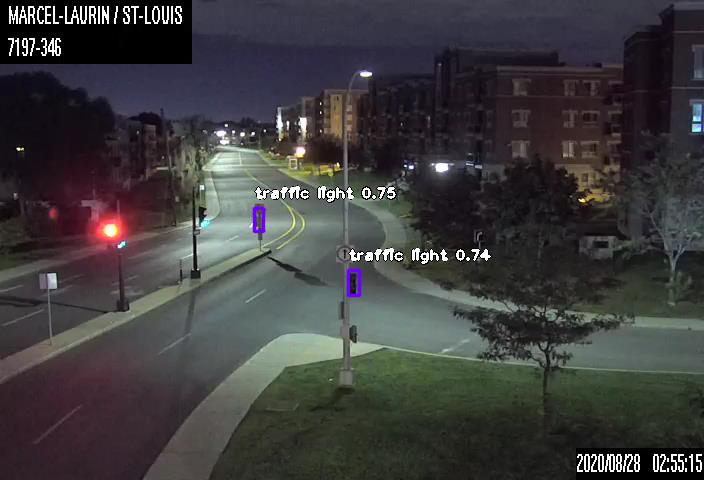 MARCEL-LAURIN / ST-LOUIS
7197-346
traffic light 0.75
traffic light 0.74
2020/08/28 02:55:15